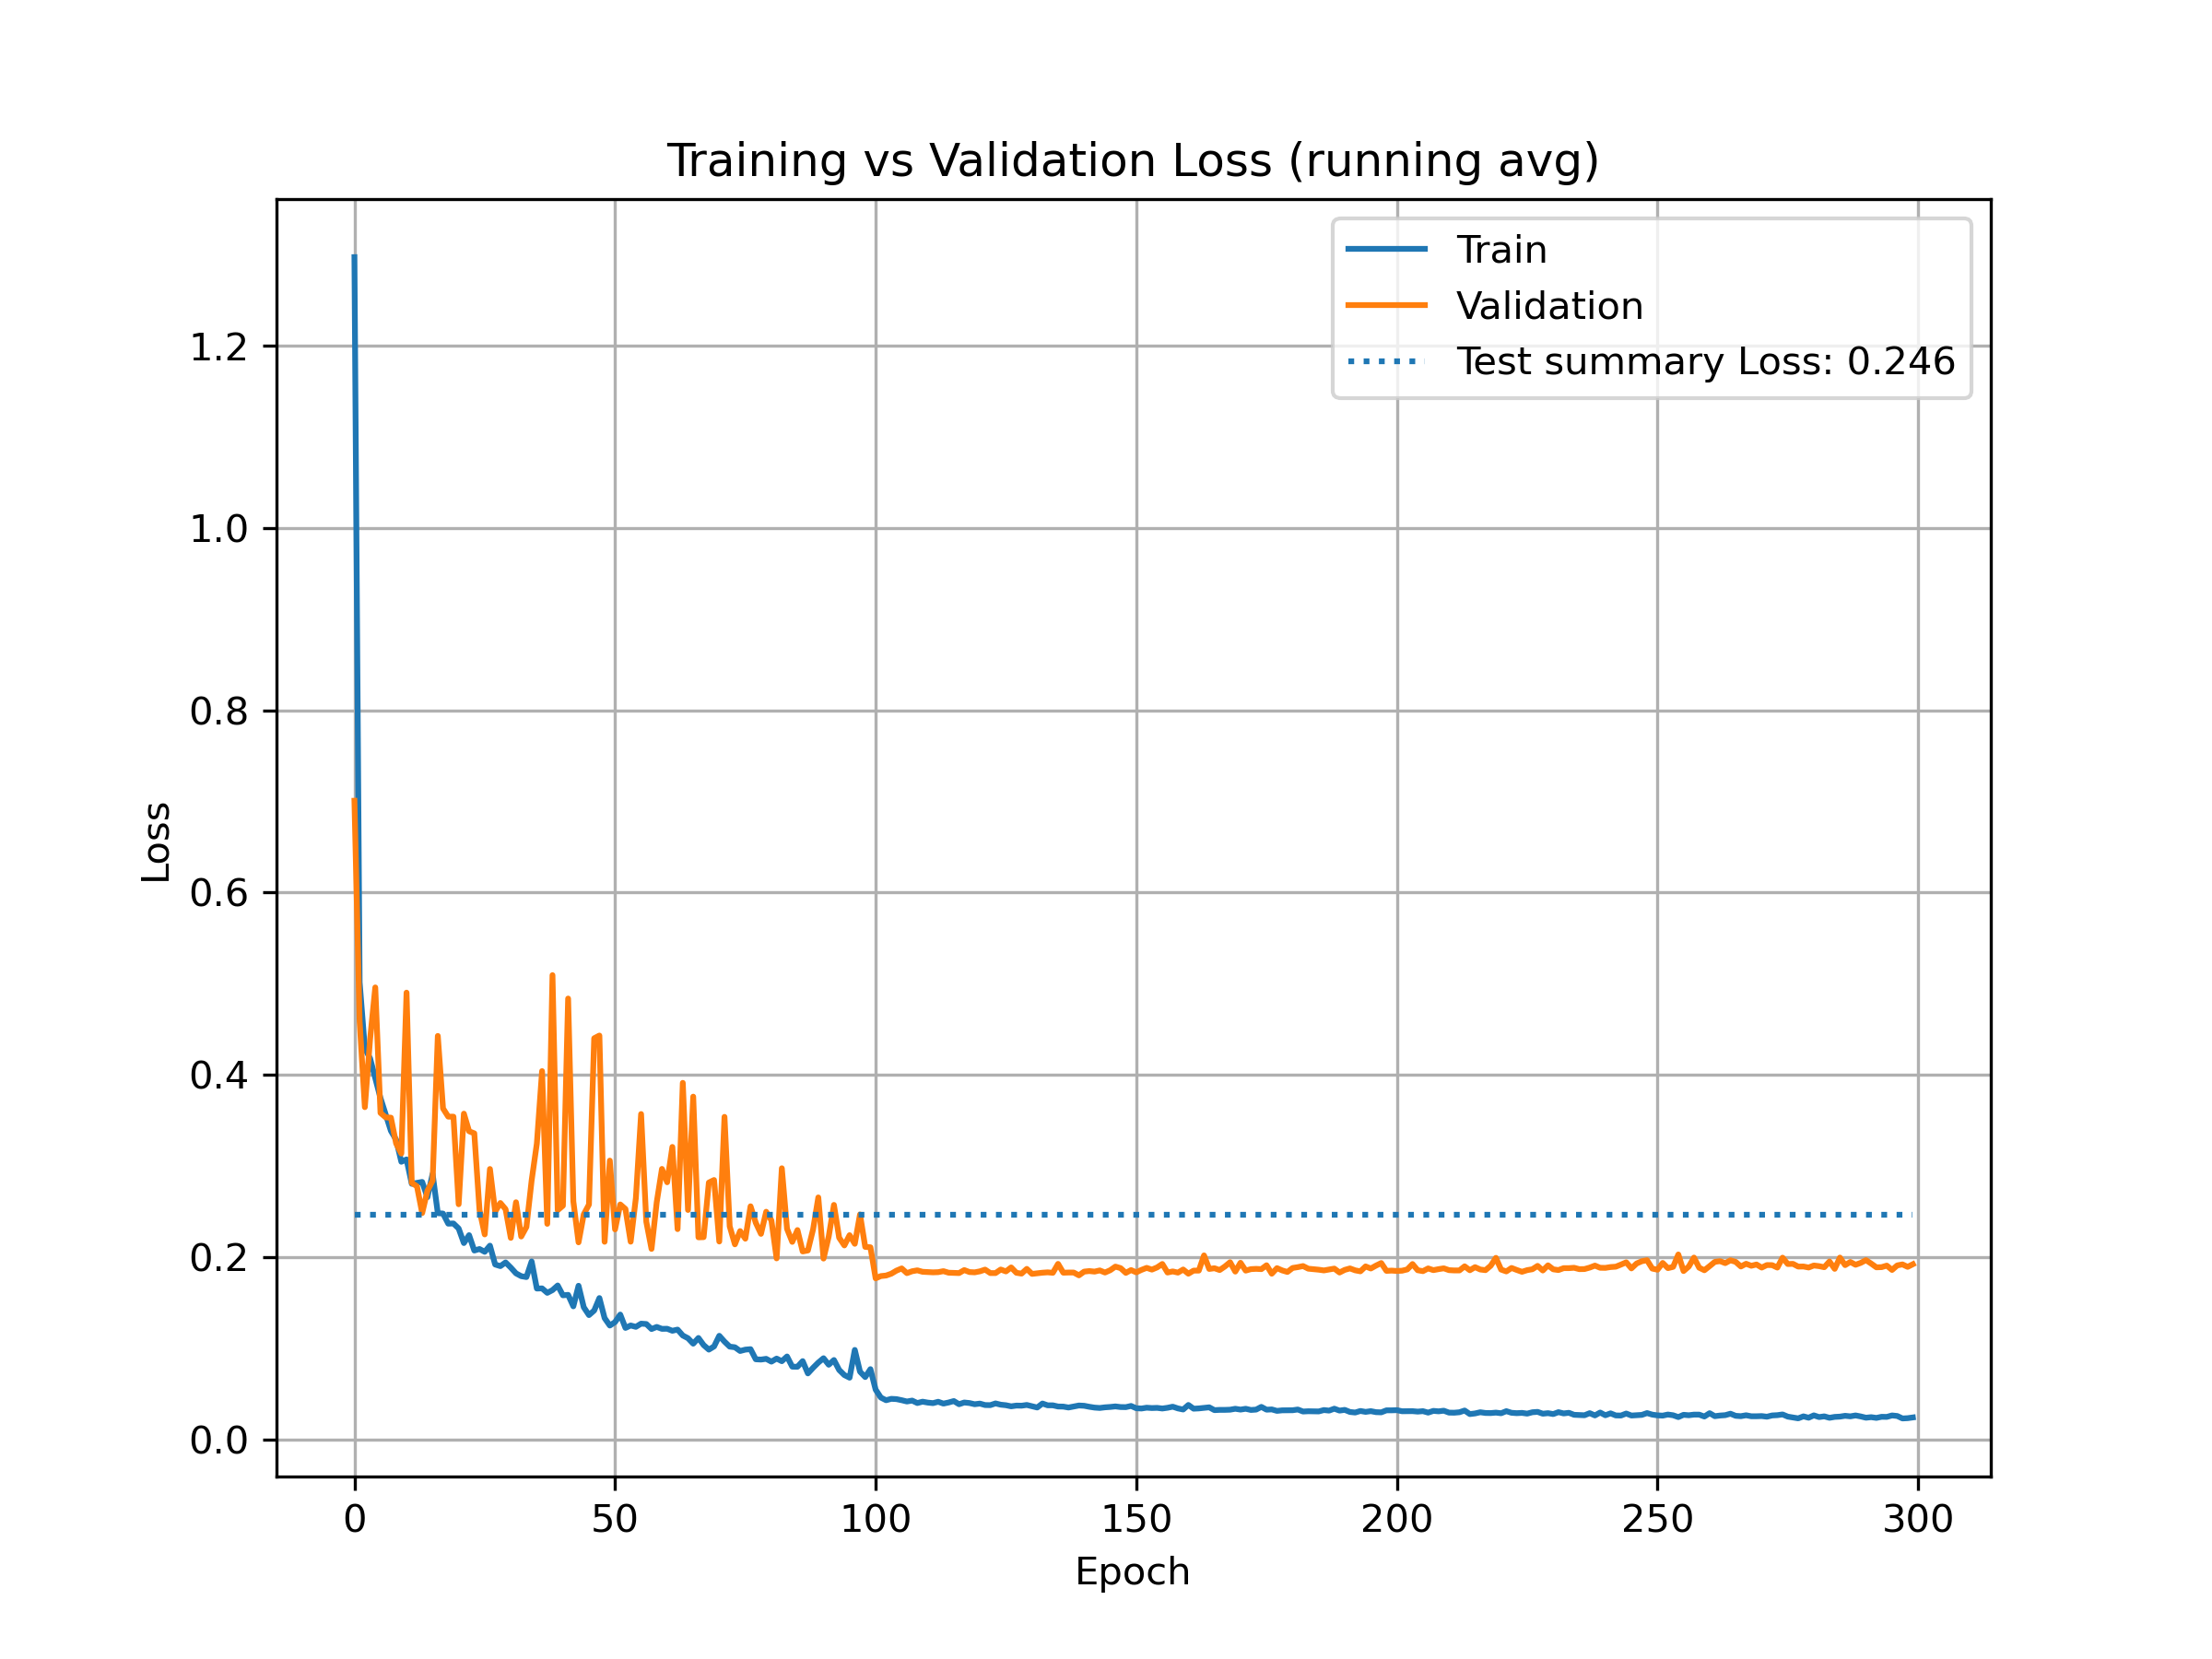 Training vs Validation Loss (running avg)
Train
Validation
Test summary Loss: 0.246
1.2
1.0
0.8
0.6
0.4
0.2
0.0
Loss
0 50 100 150 200 250 300
Epoch